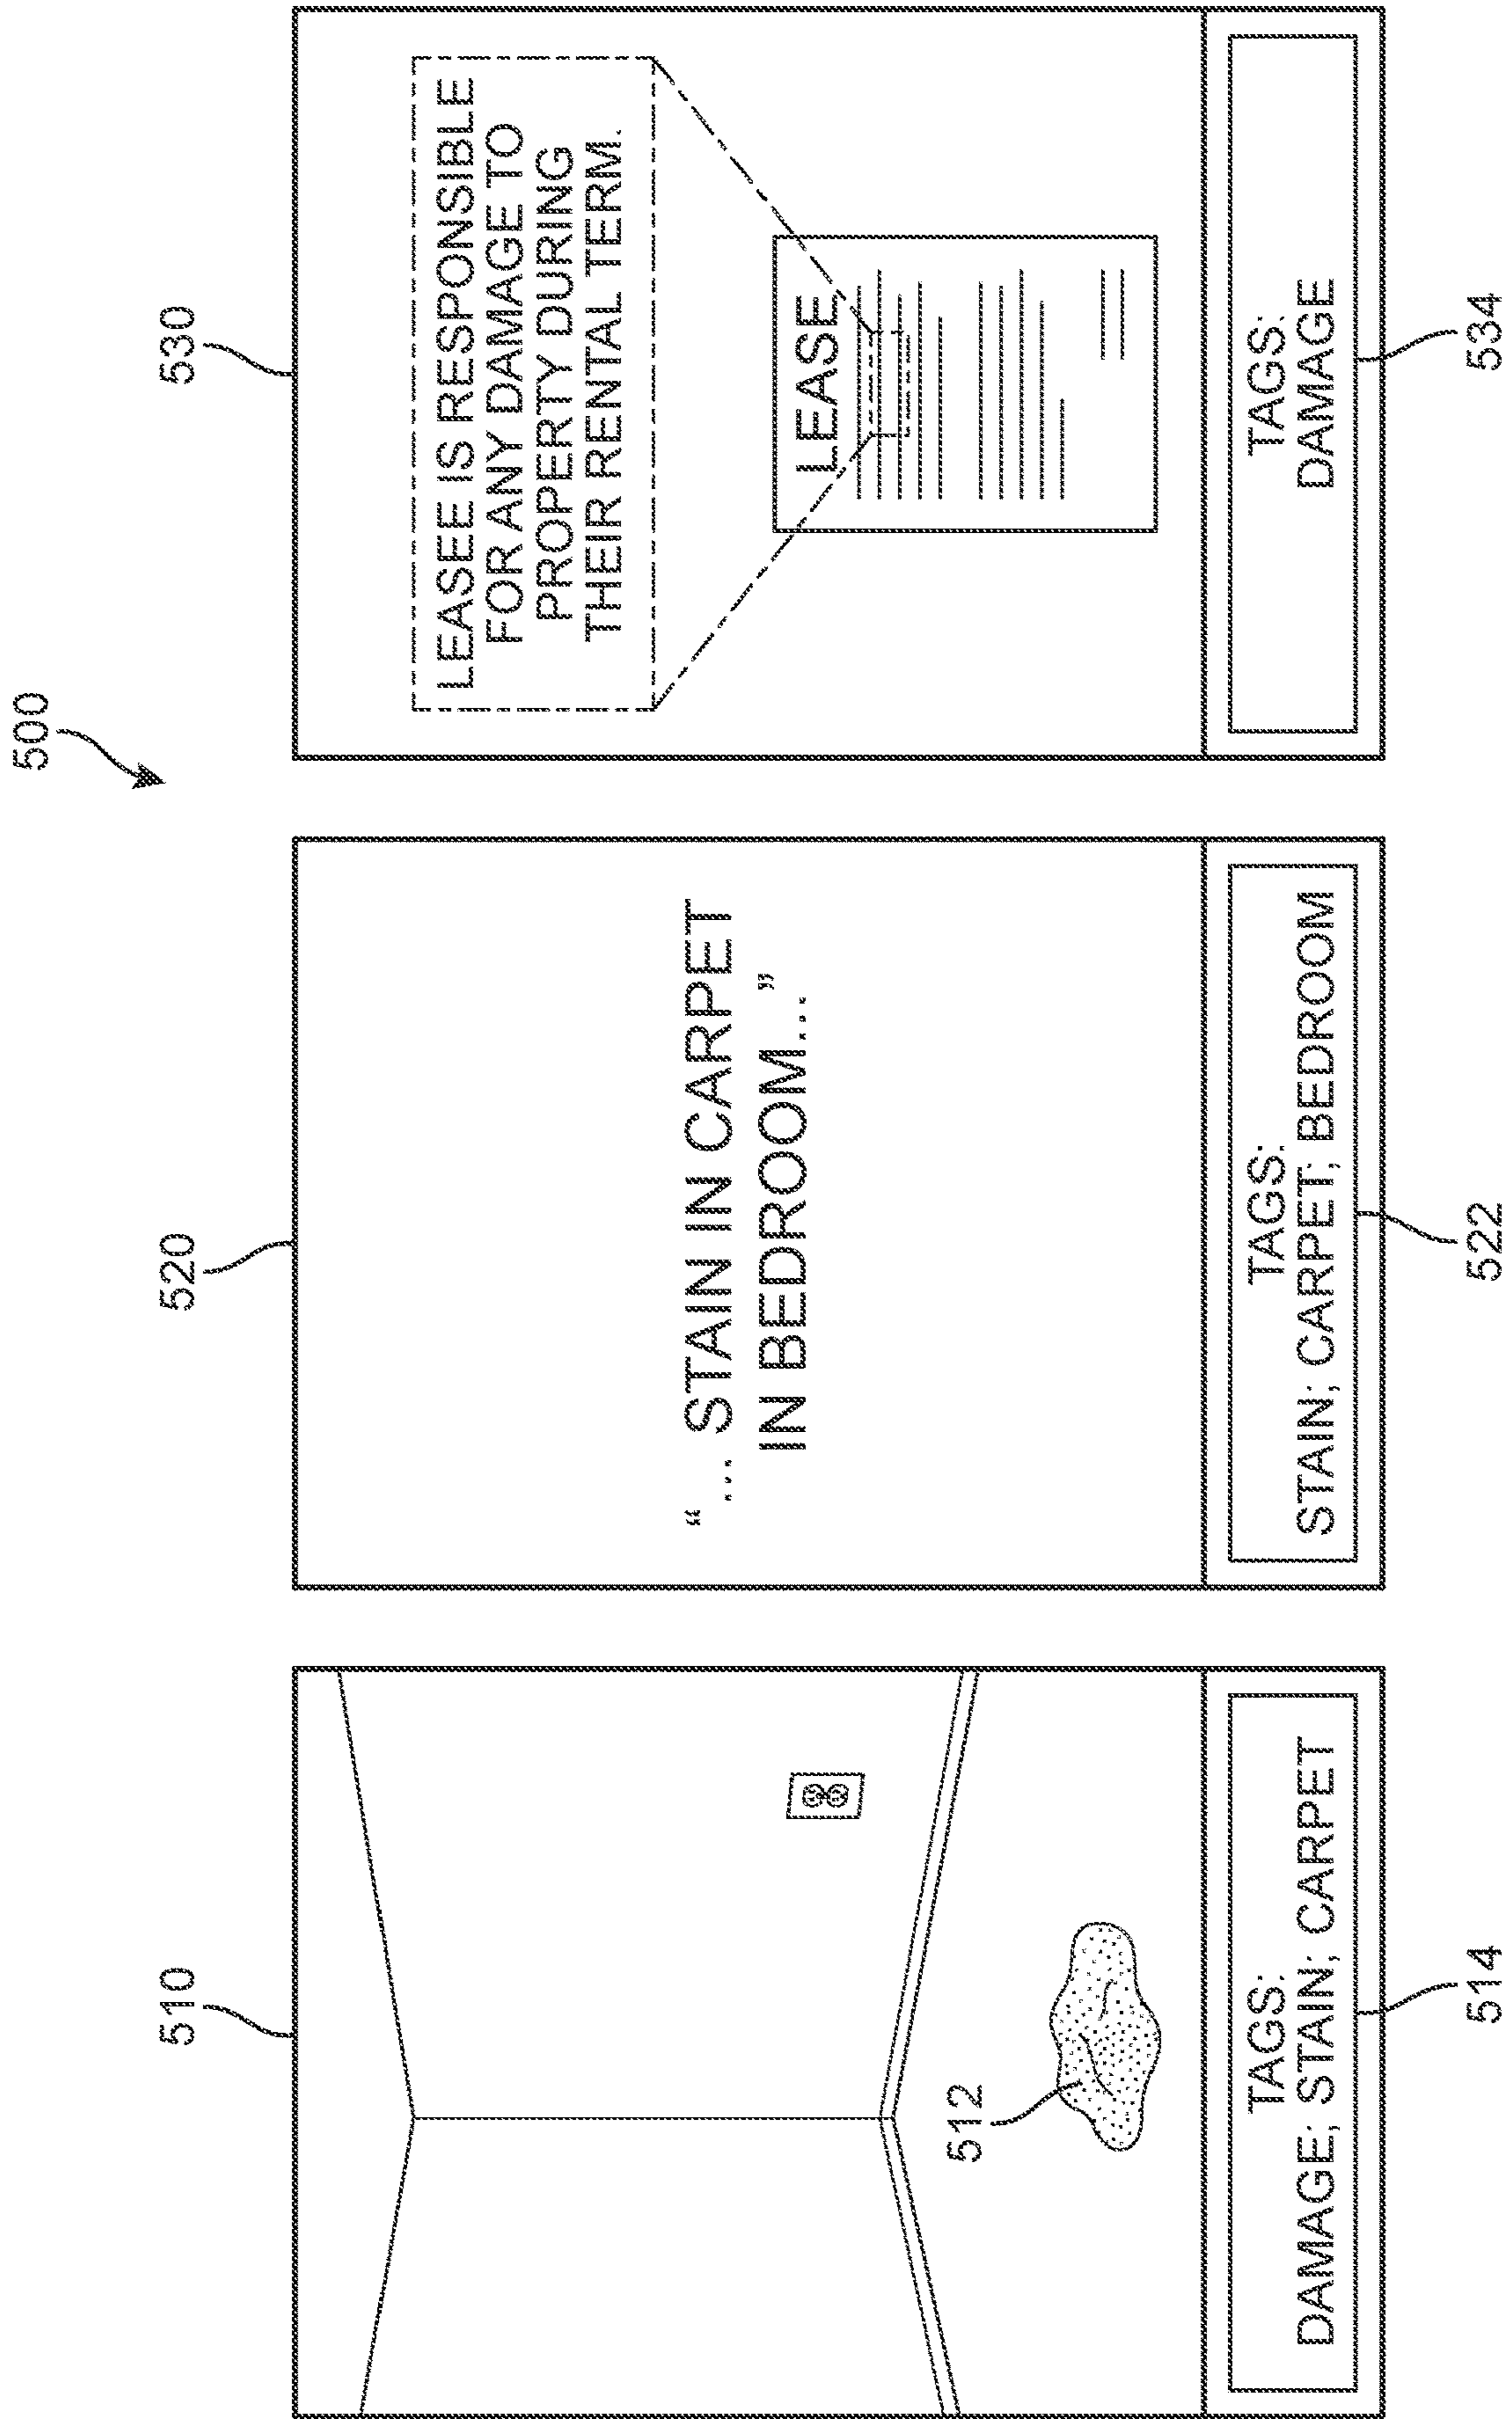 500
510
512
TAGS:
DAMAGE; STAIN; CARPET
514
520
“ ... STAIN IN CARPET
IN BEDROOM... ”
TAGS:
STAIN; CARPET; BEDROOM
522
530
LEASEE IS RESPONSIBLE
FOR ANY DAMAGE TO
PROPERTY DURING
THEIR RENTAL TERM.
LEASE
TAGS:
DAMAGE
534